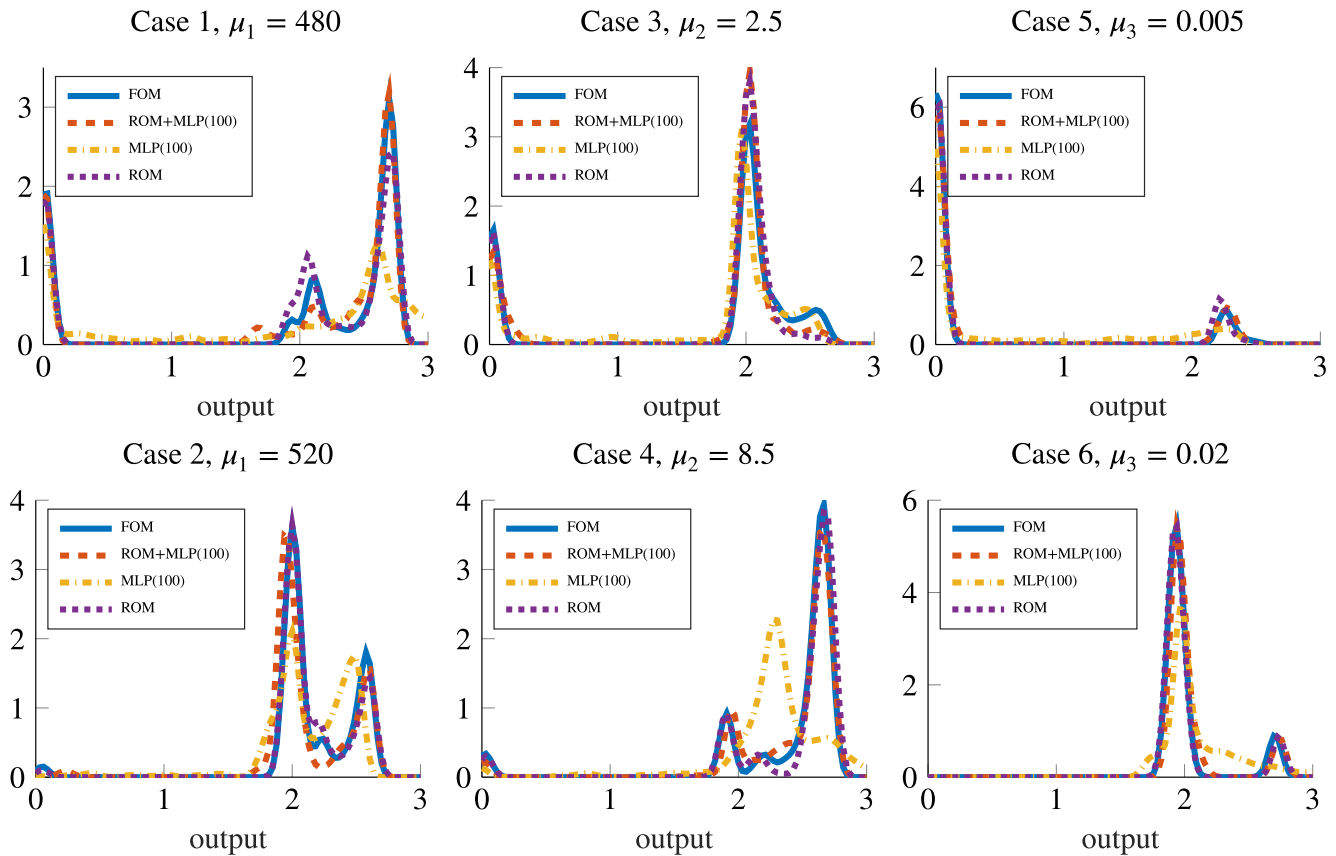 Case 1, μ₁ = 480
3
2
1
0
0
1
2
3
FOM
ROM+MLP(100)
MLP(100)
ROM
output
Case 3, μ₂ = 2.5
4
3
2
1
0
0
1
2
3
FOM
ROM+MLP(100)
MLP(100)
ROM
output
Case 5, μ₃ = 0.005
6
4
2
0
0
1
2
3
FOM
ROM+MLP(100)
MLP(100)
ROM
output
Case 2, μ₁ = 520
4
3
2
1
0
0
1
2
3
FOM
ROM+MLP(100)
MLP(100)
ROM
output
Case 4, μ₂ = 8.5
4
3
2
1
0
0
1
2
3
FOM
ROM+MLP(100)
MLP(100)
ROM
output
Case 6, μ₃ = 0.02
6
4
2
0
0
1
2
3
FOM
ROM+MLP(100)
MLP(100)
ROM
output